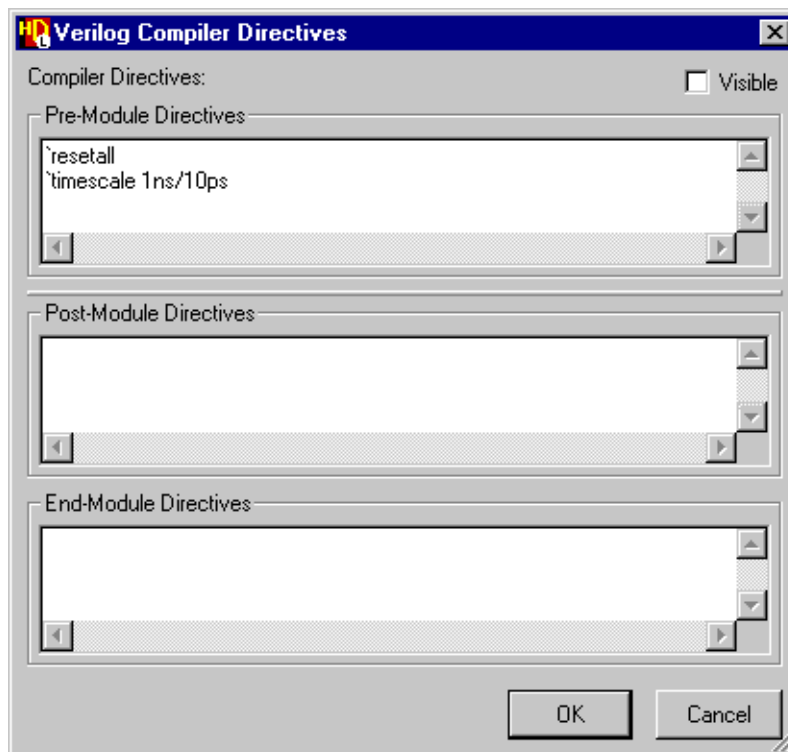 HDL Verilog Compiler Directives
Compiler Directives:
Visible
Pre-Module Directives
`resetall
`timescale 1ns/10ps
Post-Module Directives
End-Module Directives
OK
Cancel